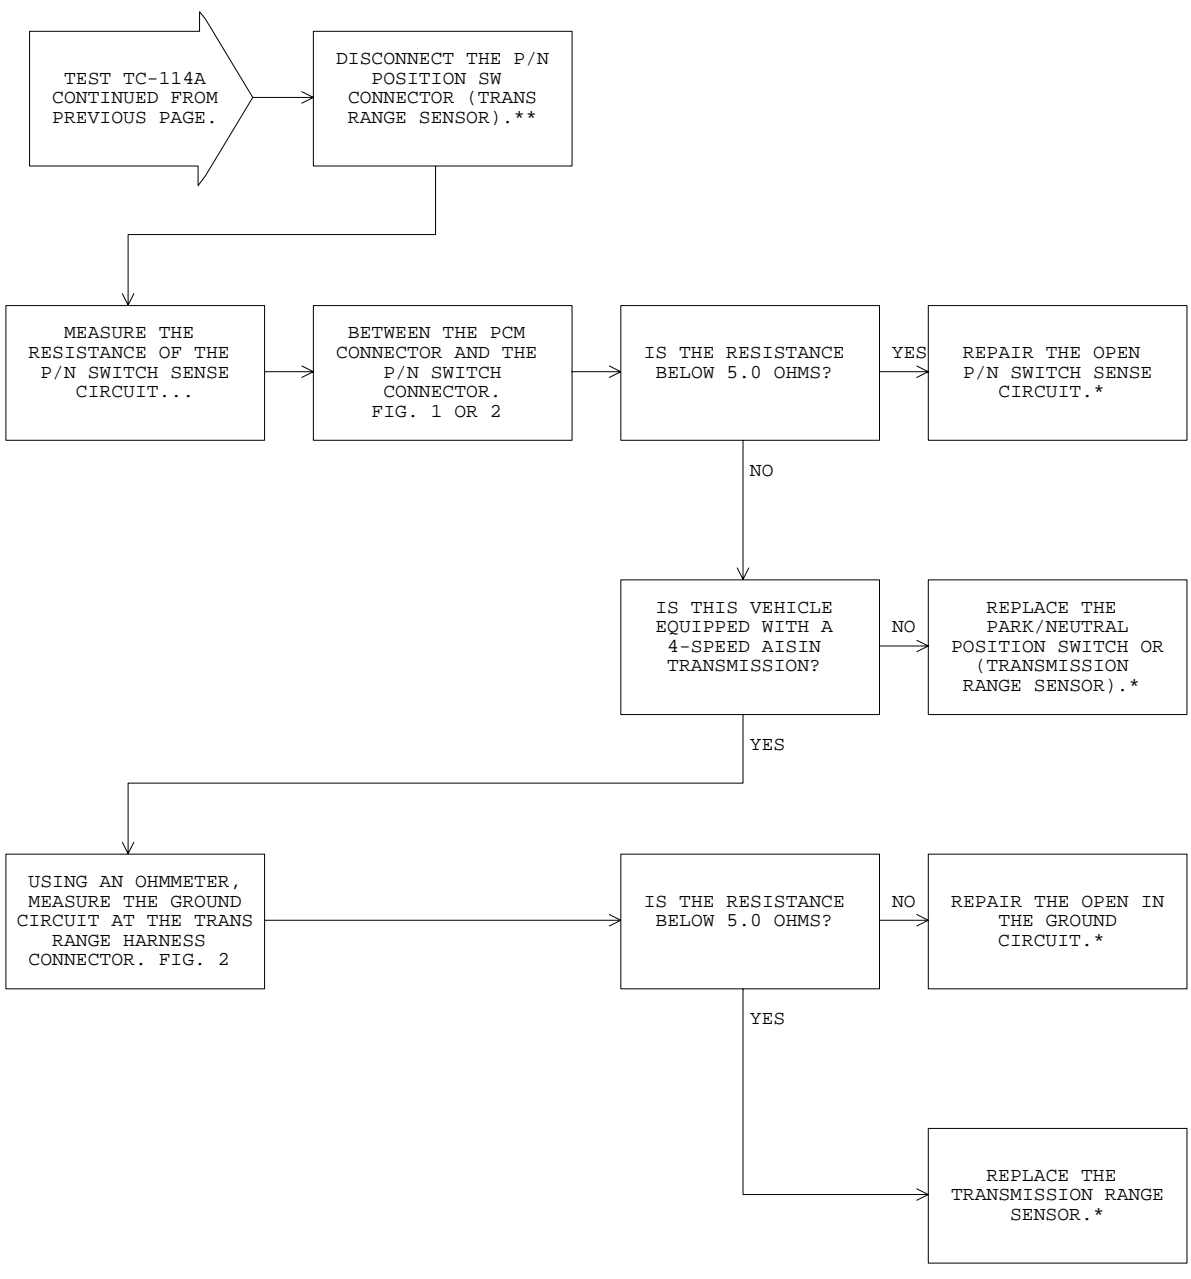 TEST TC-114A
CONTINUED FROM
PREVIOUS PAGE.
DISCONNECT THE P/N
POSITION SW
CONNECTOR (TRANS
RANGE SENSOR).**
MEASURE THE
RESISTANCE OF THE
P/N SWITCH SENSE
CIRCUIT...
BETWEEN THE PCM
CONNECTOR AND THE
P/N SWITCH
CONNECTOR.
FIG. 1 OR 2
IS THE RESISTANCE
BELOW 5.0 OHMS?
YES
REPAIR THE OPEN
P/N SWITCH SENSE
CIRCUIT.*
NO
IS THIS VEHICLE
EQUIPPED WITH A
4-SPEED AISIN
TRANSMISSION?
NO
REPLACE THE
PARK/NEUTRAL
POSITION SWITCH OR
(TRANSMISSION
RANGE SENSOR).*
YES
USING AN OHMMETER,
MEASURE THE GROUND
CIRCUIT AT THE TRANS
RANGE HARNESS
CONNECTOR. FIG. 2
IS THE RESISTANCE
BELOW 5.0 OHMS?
NO
REPAIR THE OPEN IN
THE GROUND
CIRCUIT.*
YES
REPLACE THE
TRANSMISSION RANGE
SENSOR.*